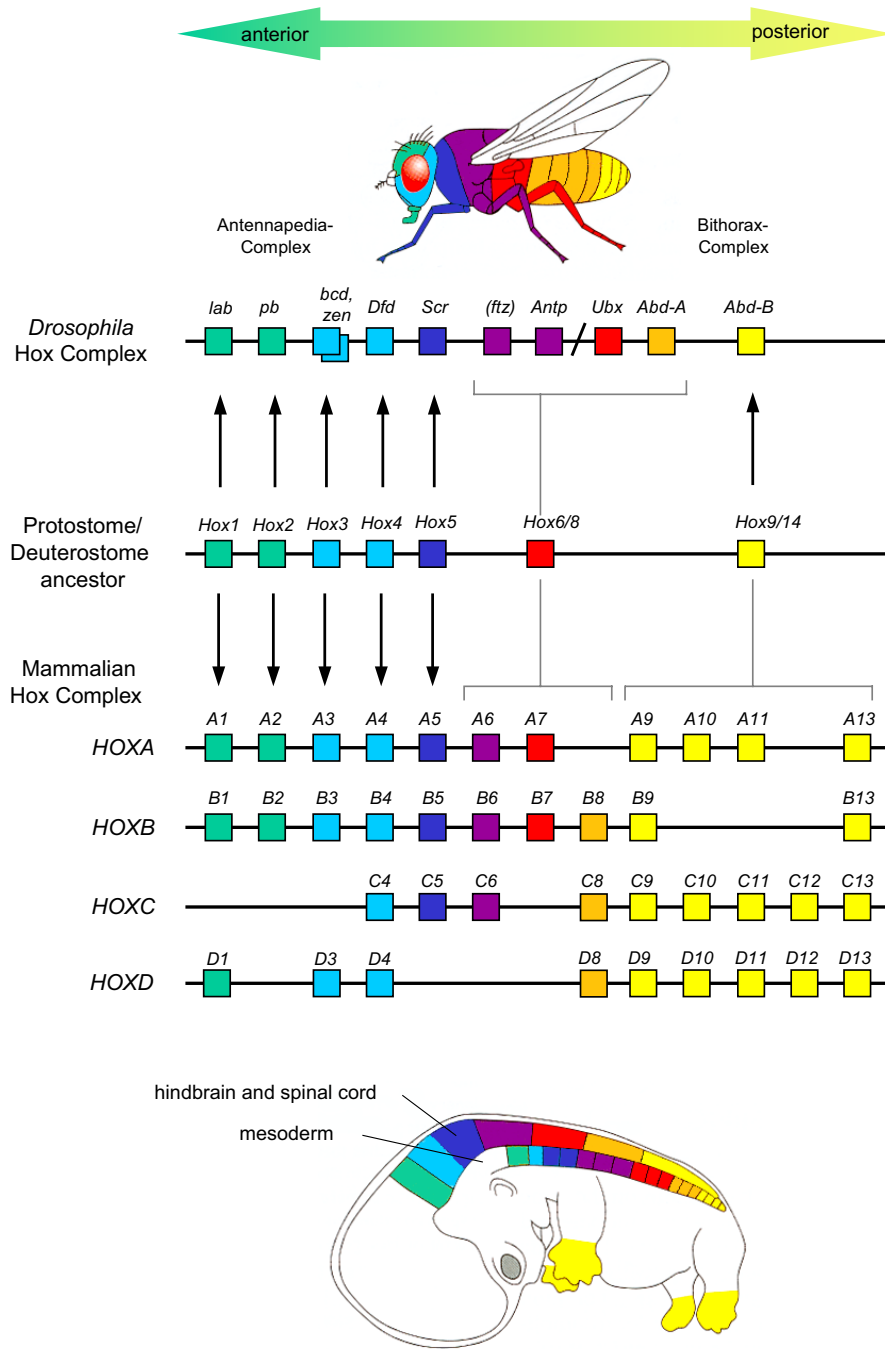 anterior posterior
Antennapedia-
Complex
Bithorax-
Complex
lab pb bcd, zen Dfd Scr (ftz) Antp Ubx Abd-A Abd-B
Drosophila
Hox Complex
Hox1 Hox2 Hox3 Hox4 Hox5 Hox6/8 Hox9/14
Protostome/
Deuterostome
ancestor
Mammalian
Hox Complex
A1 A2 A3 A4 A5 A6 A7 A9 A10 A11 A13
HOXA
B1 B2 B3 B4 B5 B6 B7 B8 B9 B13
HOXB
C4 C5 C6 C8 C9 C10 C11 C12 C13
HOXC
D1 D3 D4 D8 D9 D10 D11 D12 D13
HOXD
hindbrain and spinal cord
mesoderm